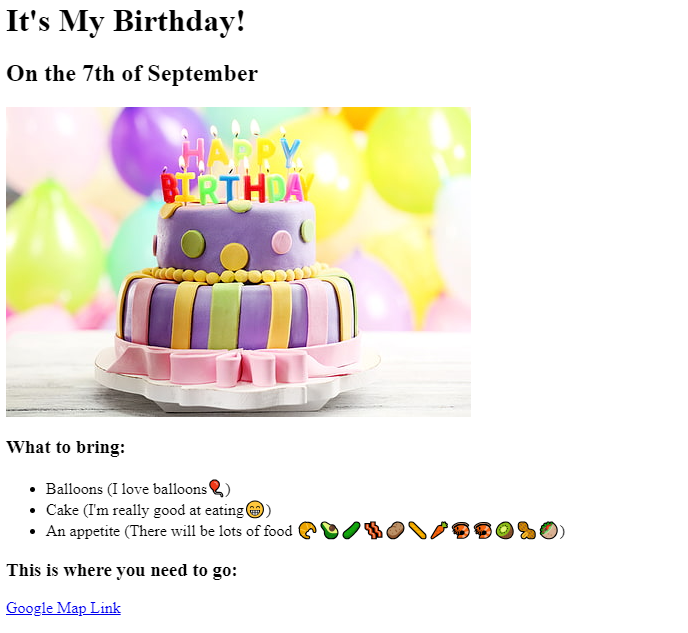 It's My Birthday!
On the 7th of September
HAPPY
BIRTHDAY
What to bring:
Balloons (I love balloons🎈)
Cake (I'm really good at eating😁)
An appetite (There will be lots of food 🥐🥑🥒🥓🥔🥖🥕🦐🦐🥝🥜🥙)
This is where you need to go:
Google Map Link